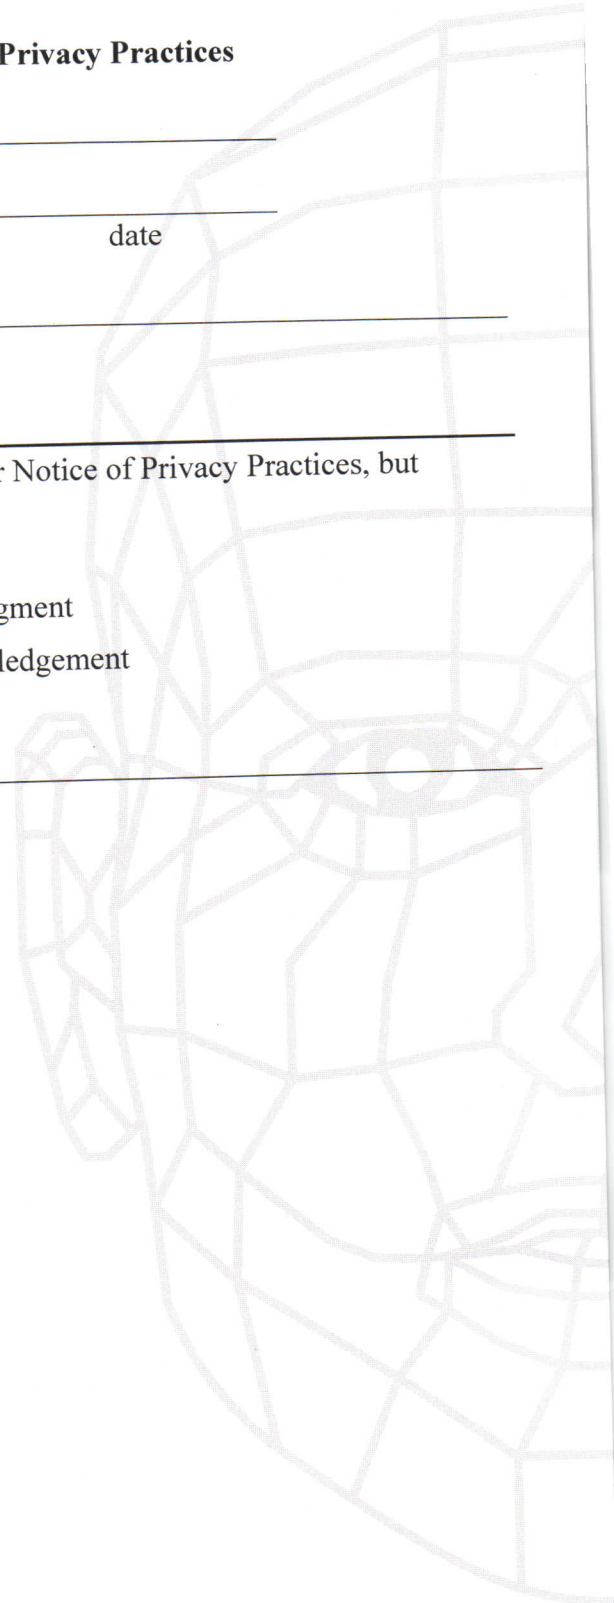 Privacy Practices
date
r Notice of Privacy Practices, but
gment
ledgement